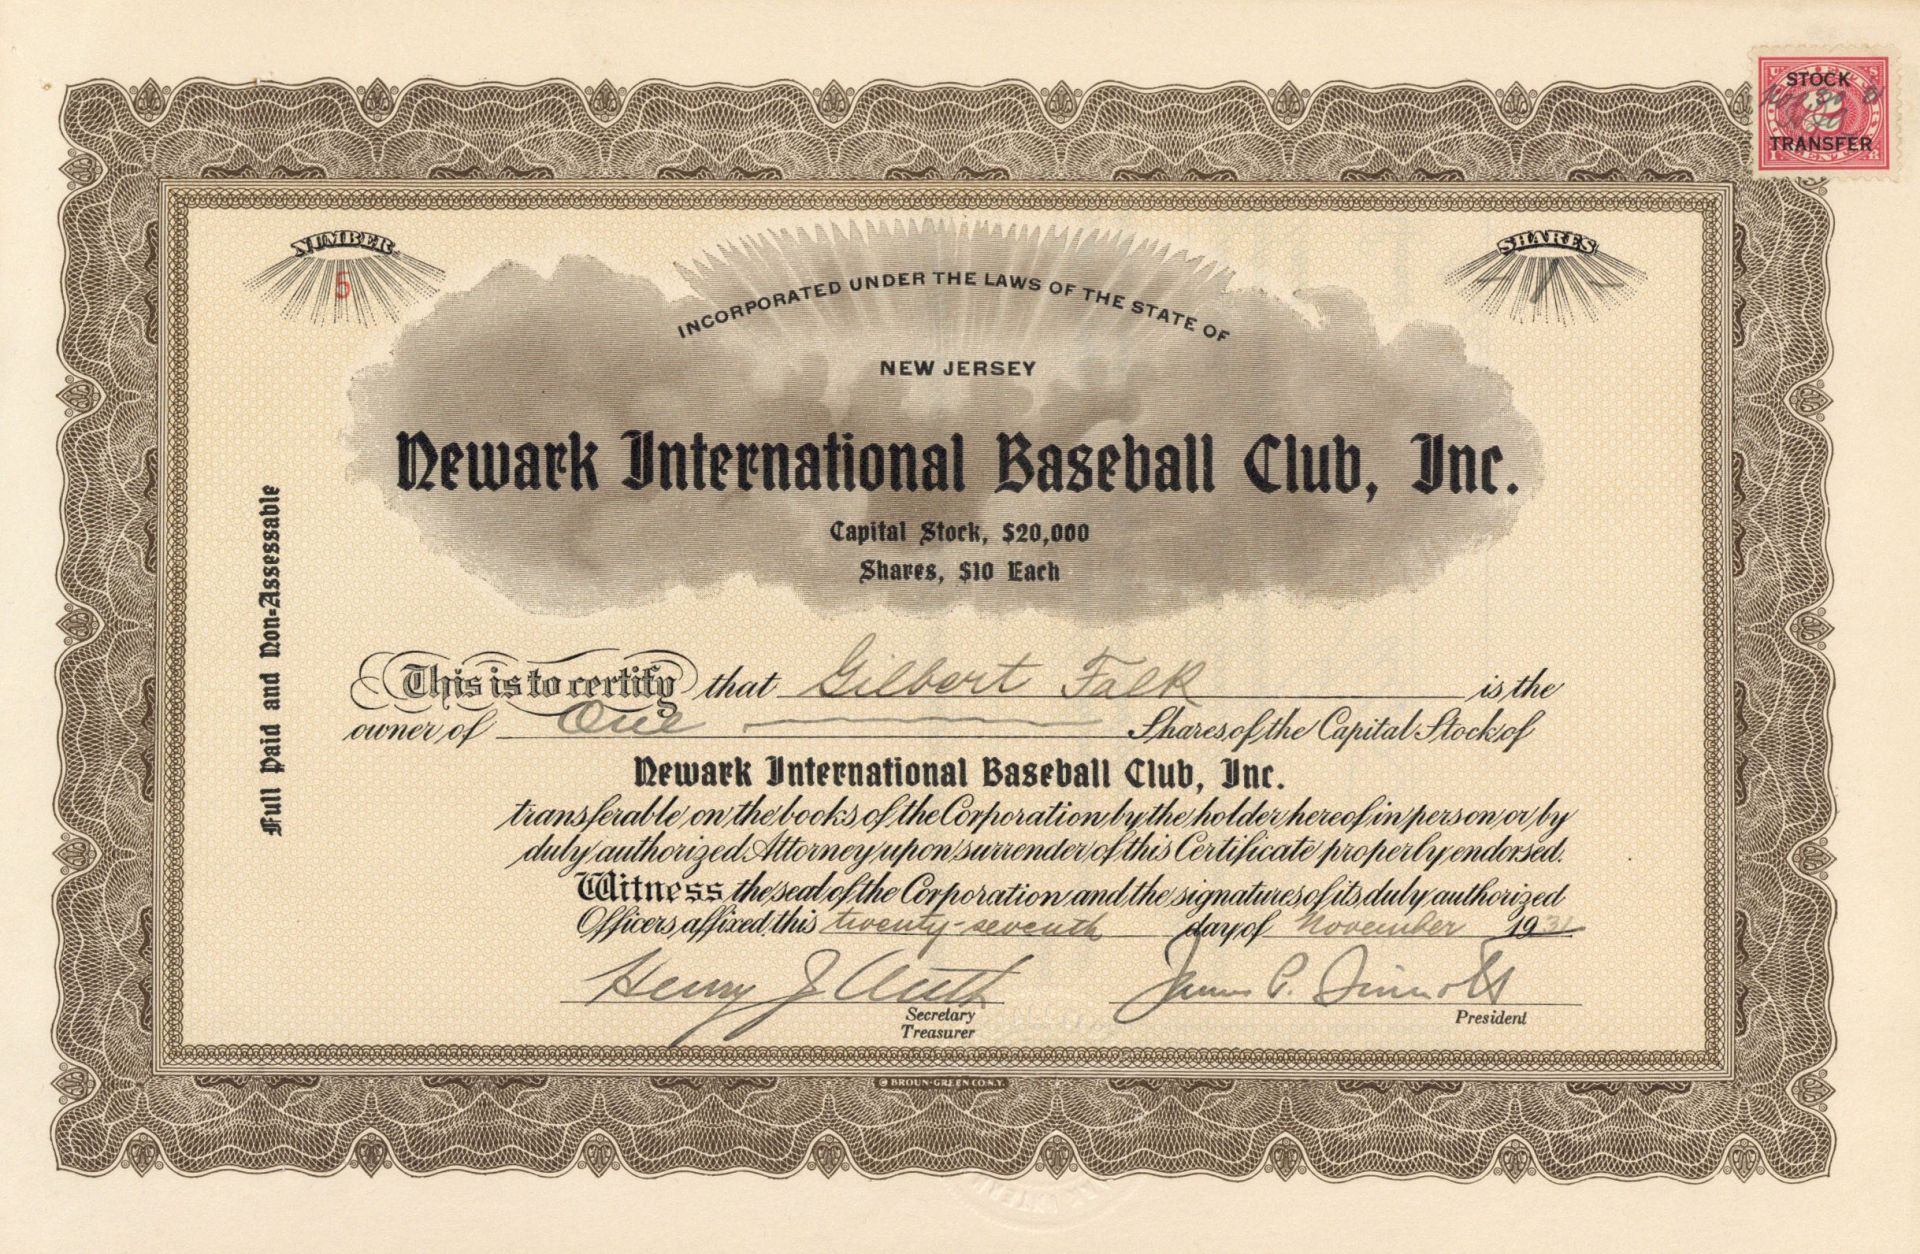 STOCK
TRANSFER
NUMBER
5
SHARES
1
INCORPORATED UNDER THE LAWS OF THE STATE OF
NEW JERSEY
Newark International Baseball Club, Inc.
Capital Stock, $20,000
Shares, $10 Each
Full Paid and Non-Assessable
This is to certify that Gilbert Falk is the
owner of One Shares of the Capital Stock of
Newark International Baseball Club, Inc.
transferable on the books of the Corporation by the holder hereof in person or by
duly authorized Attorney upon surrender of this Certificate properly endorsed.
Witness the seal of the Corporation and the signatures of its duly authorized
Officers, affixed, this twenty-seventh day of November 1931
Henry J. Auth James P. Sinnott
Secretary
Treasurer
President
© BROUN-GREEN CO. N.Y.